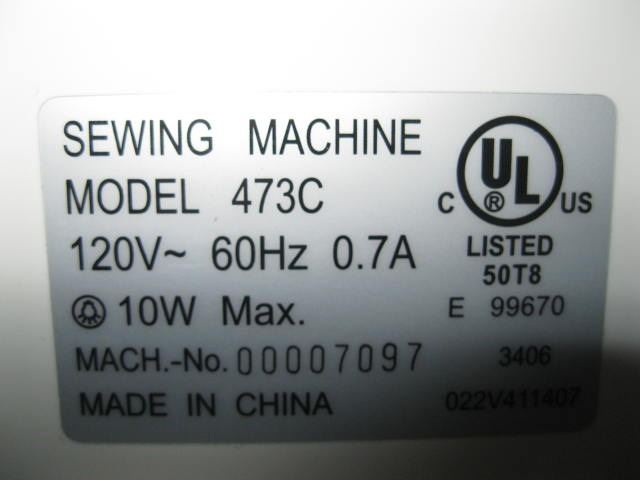 SEWING MACHINE
MODEL 473C
120V~ 60Hz 0.7A
10W Max.
MACH.-No. 00007097
MADE IN CHINA
C UL ® US
LISTED
50T8
E 99670
3406
022V411407